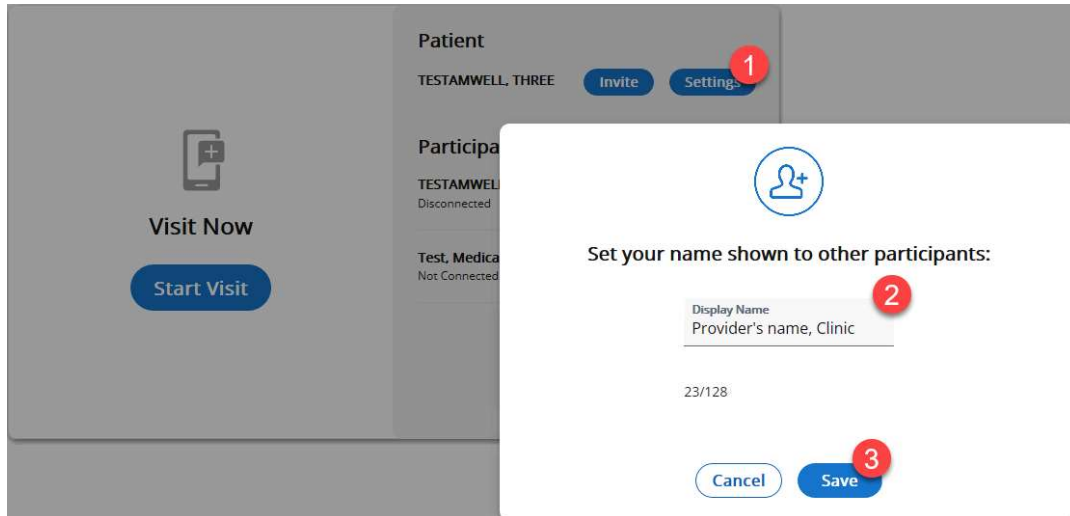 Patient
1
TESTAMWELL, THREE
Invite
Settings
Participa
TESTAMWEL
Disconnected
Test, Medica
Not Connected
Visit Now
Start Visit
Set your name shown to other participants:
2
Display Name
Provider's name, Clinic
23/128
3
Cancel
Save